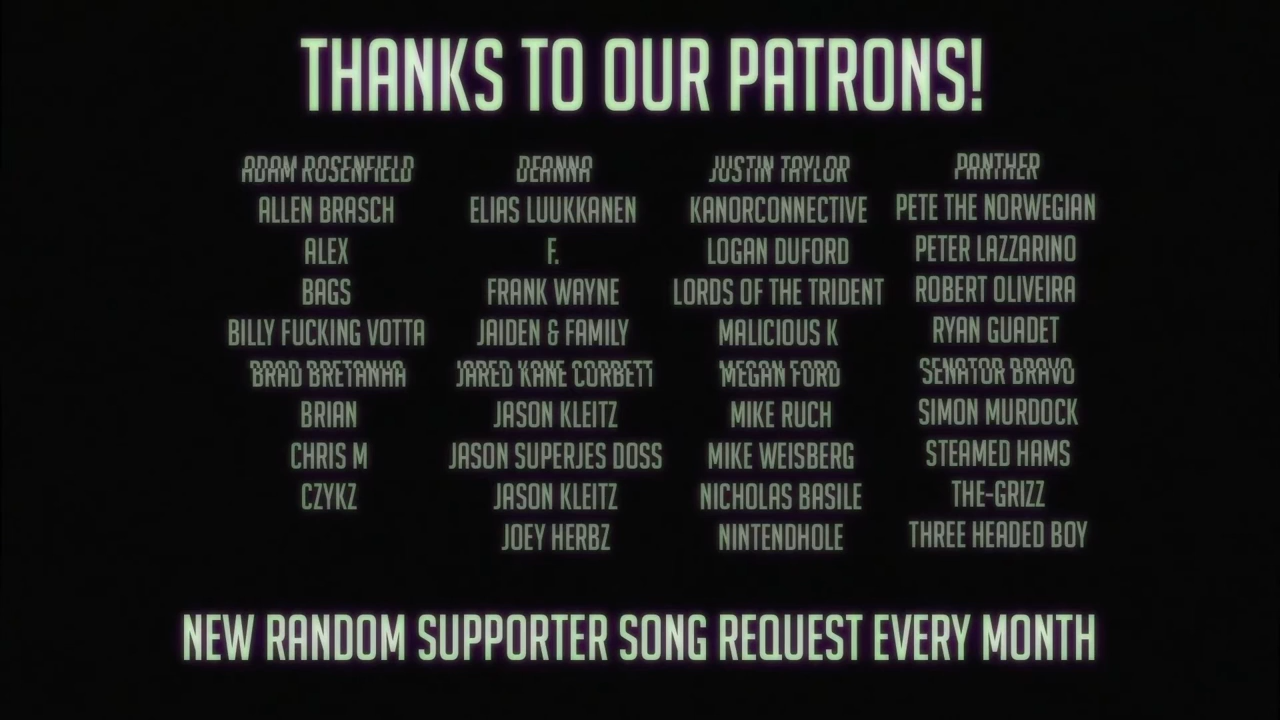 THANKS TO OUR PATRONS!
ADAM ROSENFIELD
ALLEN BRASCH
ALEX
BAGS
BILLY FUCKING VOTTA
BRAD BRETANHA
BRIAN
CHRIS M
CZYKZ
DEANNA
ELIAS LUUKKANEN
F.
FRANK WAYNE
JAIDEN & FAMILY
JARED KANE CORBETT
JASON KLEITZ
JASON SUPERJES DOSS
JASON KLEITZ
JOEY HERBZ
JUSTIN TAYLOR
KANORCONNECTIVE
LOGAN DUFORD
LORDS OF THE TRIDENT
MALICIOUS K
MEGAN FORD
MIKE RUCH
MIKE WEISBERG
NICHOLAS BASILE
NINTENDHOLE
PANTHER
PETE THE NORWEGIAN
PETER LAZZARINO
ROBERT OLIVEIRA
RYAN GUADET
SENATOR BRAVO
SIMON MURDOCK
STEAMED HAMS
THE-GRIZZ
THREE HEADED BOY
NEW RANDOM SUPPORTER SONG REQUEST EVERY MONTH